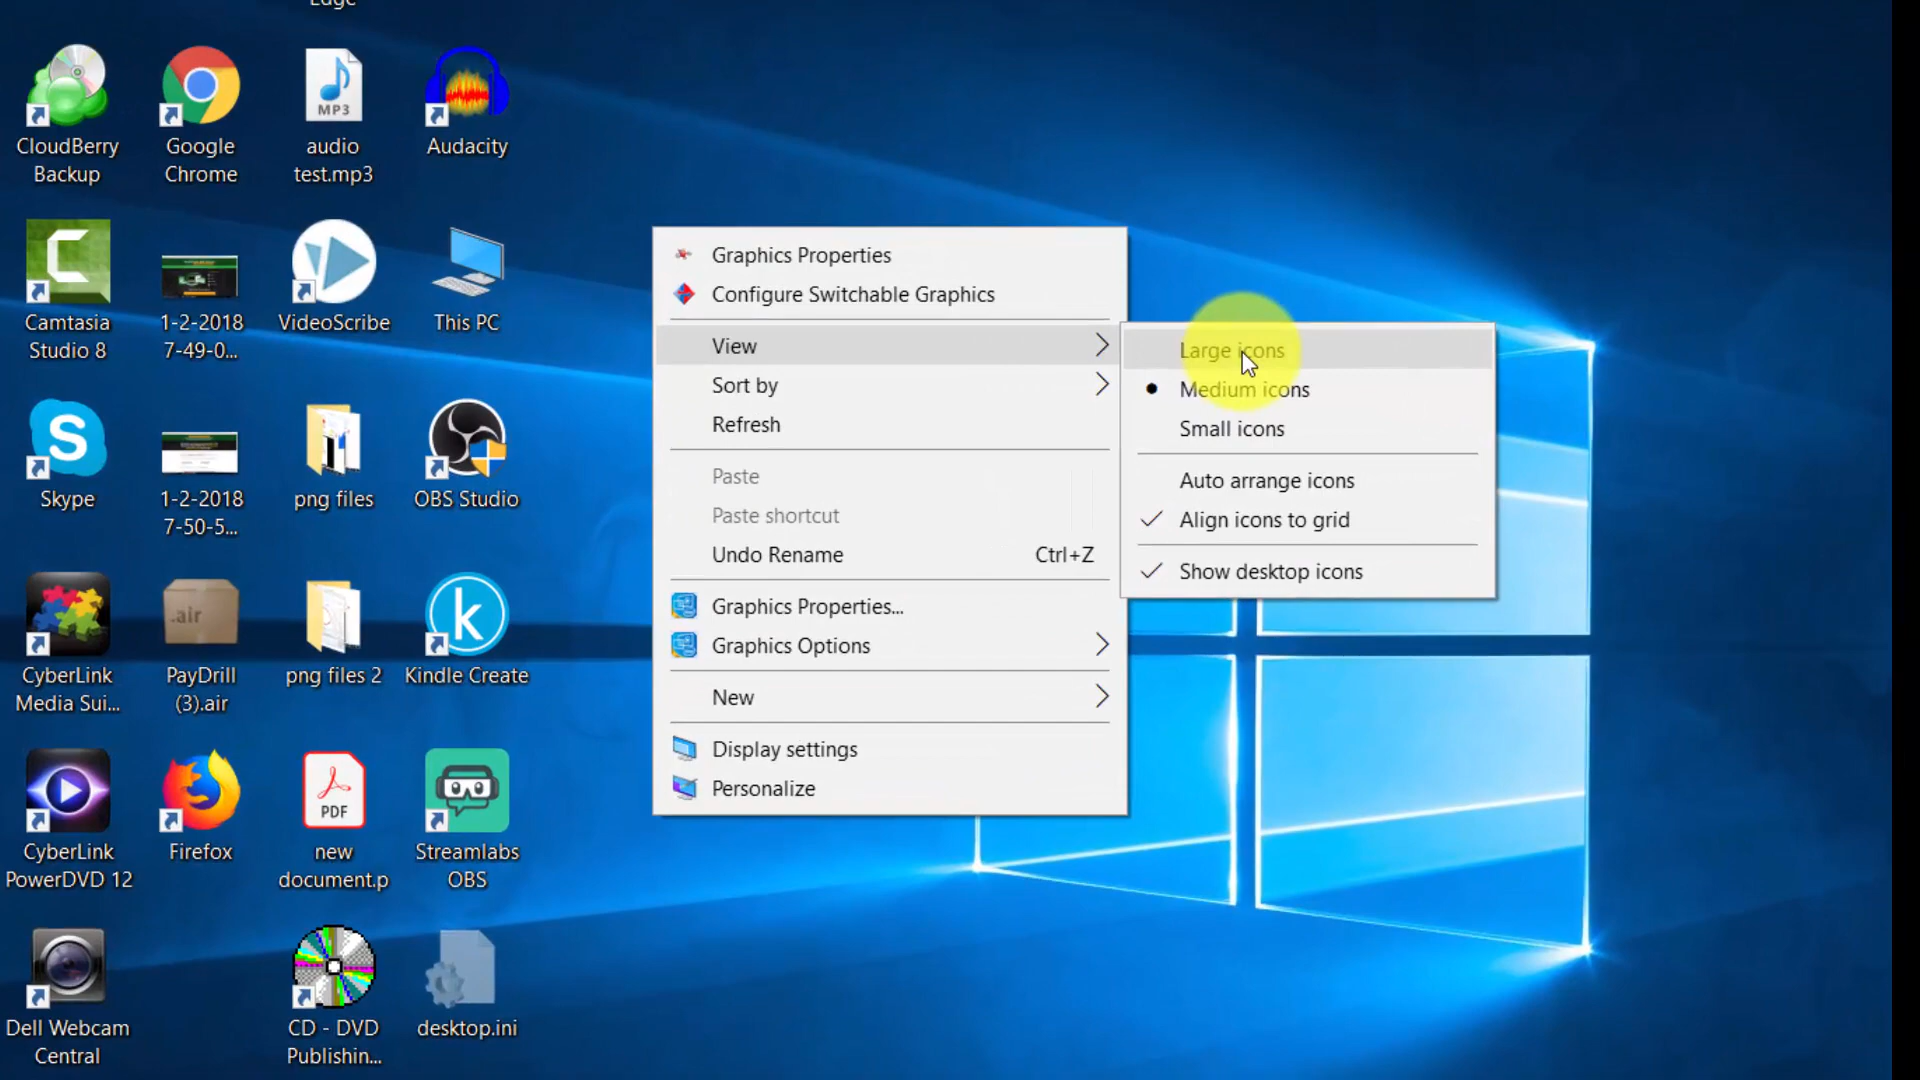 Edge
CloudBerry
Backup
Google
Chrome
MP3
audio
test.mp3
Audacity
Camtasia
Studio 8
1-2-2018
7-49-0...
VideoScribe
This PC
Skype
1-2-2018
7-50-5...
png files
OBS Studio
CyberLink
Media Sui...
.air
PayDrill
(3).air
png files 2
Kindle Create
CyberLink
PowerDVD 12
Firefox
PDF
new
document.p
Streamlabs
OBS
Dell Webcam
Central
CD - DVD
Publishin...
desktop.ini
Graphics Properties
Configure Switchable Graphics
View
Sort by
Refresh
Paste
Paste shortcut
Undo Rename Ctrl+Z
Graphics Properties...
Graphics Options
New
Display settings
Personalize
Large icons
Medium icons
Small icons
Auto arrange icons
Align icons to grid
Show desktop icons